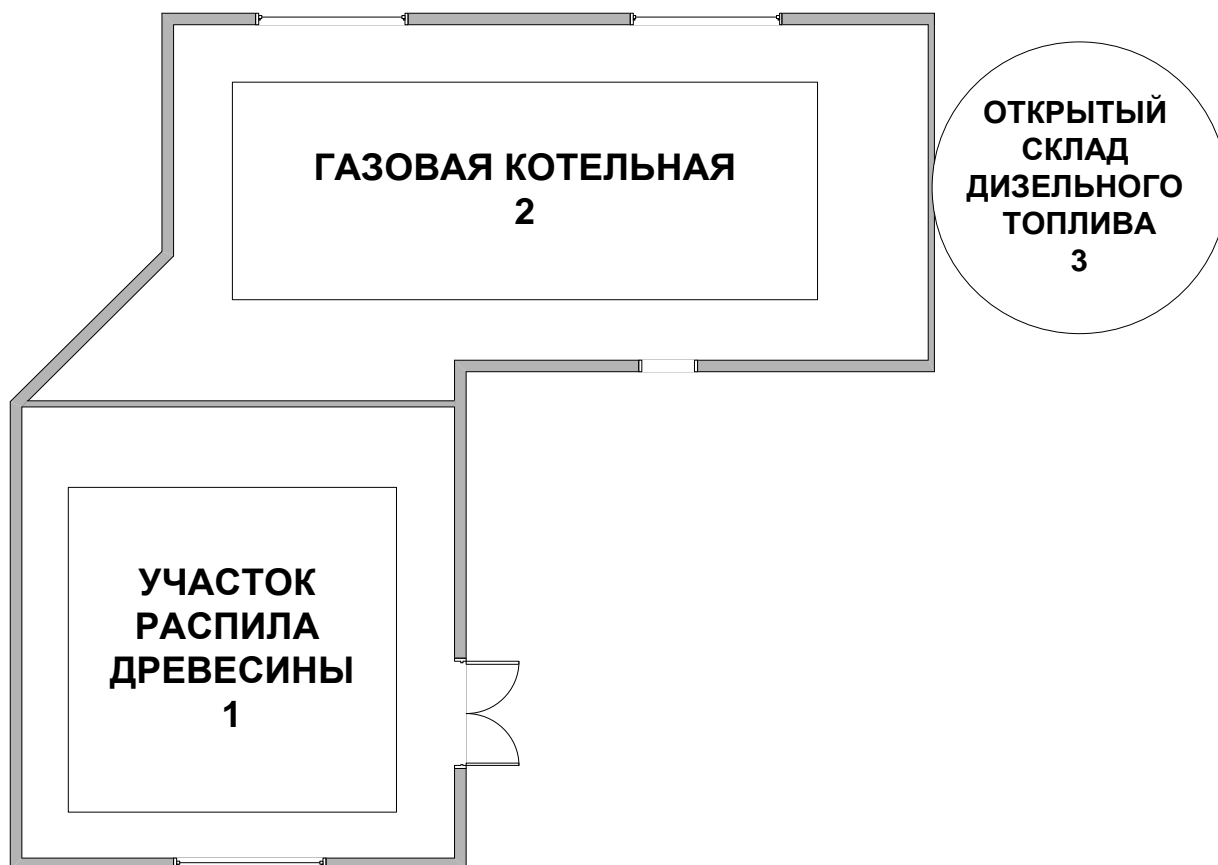 ГАЗОВАЯ КОТЕЛЬНАЯ
2
ОТКРЫТЫЙ
СКЛАД
ДИЗЕЛЬНОГО
ТОПЛИВА
3
УЧАСТОК
РАСПИЛА
ДРЕВЕСИНЫ
1